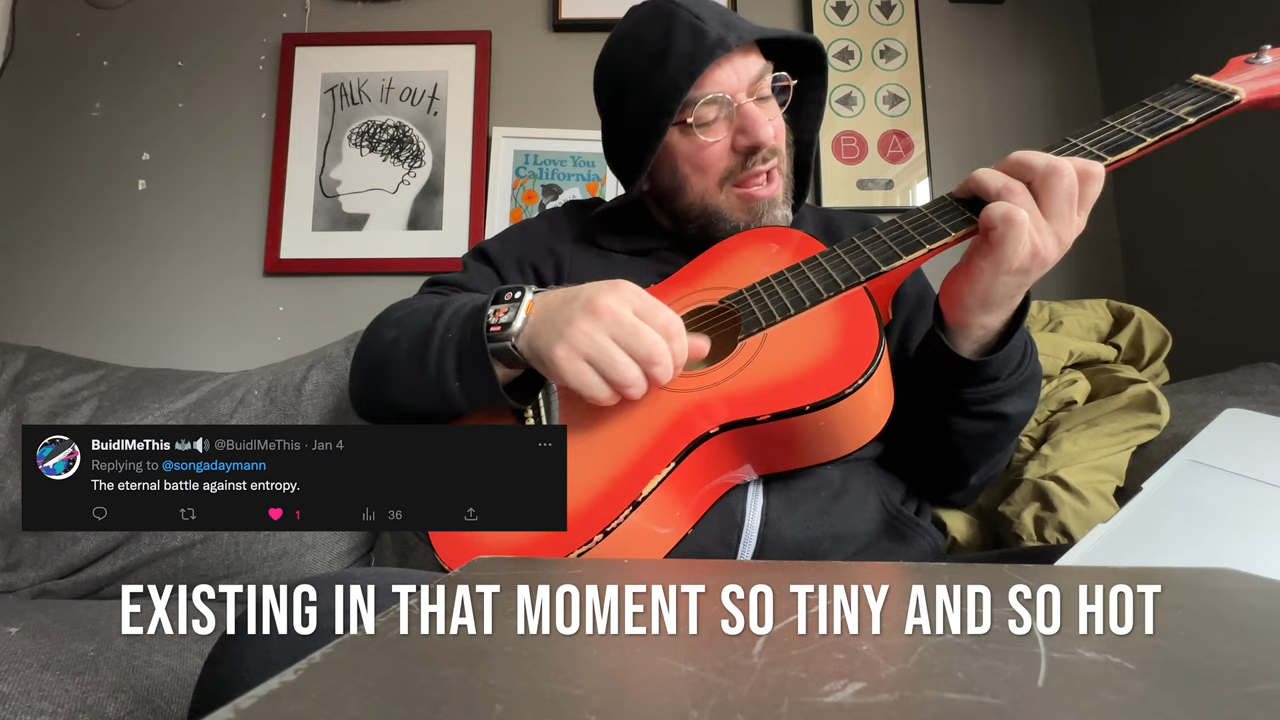 TALK it OUT.
I Love You
California
B A
BuidlMeThis 🦇🔊 @BuidlMeThis · Jan 4
Replying to @songadaymann
The eternal battle against entropy.
1 36
EXISTING IN THAT MOMENT SO TINY AND SO HOT